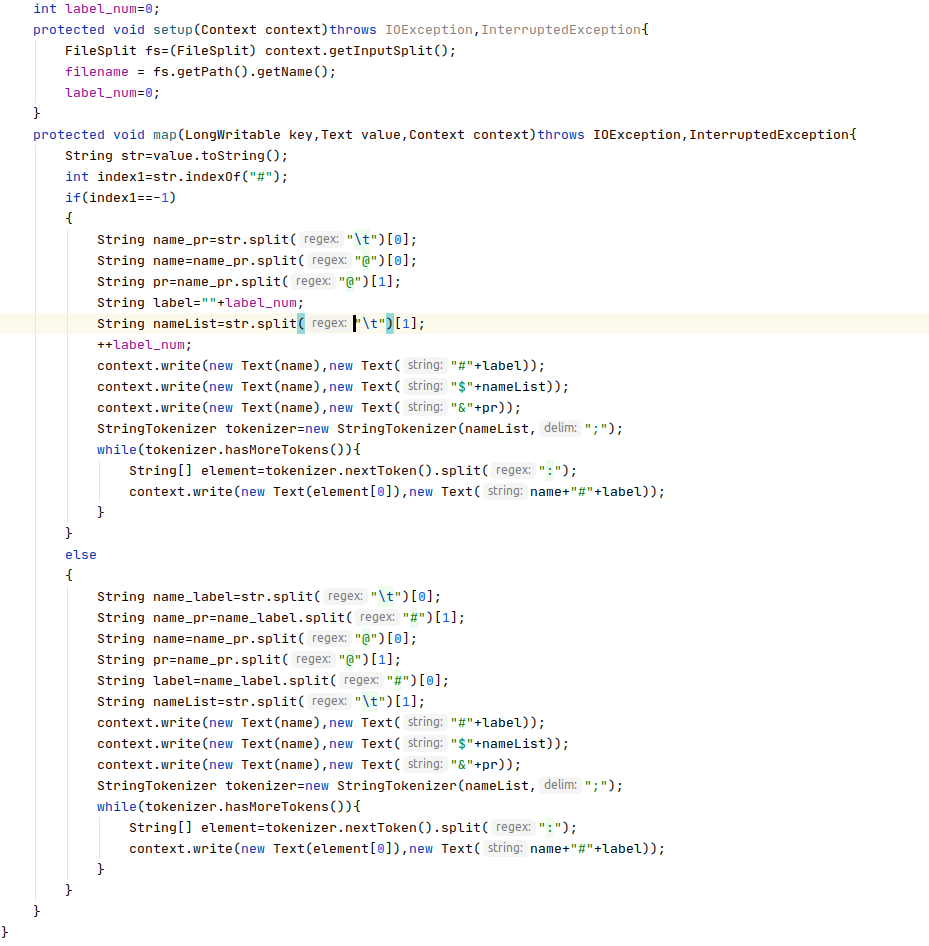 int label_num=0;
    protected void setup(Context context)throws IOException,InterruptedException{
        FileSplit fs=(FileSplit) context.getInputSplit();
        filename = fs.getPath().getName();
        label_num=0;
    }
    protected void map(LongWritable key,Text value,Context context)throws IOException,InterruptedException{
        String str=value.toString();
        int index1=str.indexOf("#");
        if(index1==-1)
        {
            String name_pr=str.split( regex: "\t")[0];
            String name=name_pr.split( regex: "@")[0];
            String pr=name_pr.split( regex: "@")[1];
            String label=""+label_num;
            String nameList=str.split( regex: "\t")[1];
            ++label_num;
            context.write(new Text(name),new Text( string: "#"+label));
            context.write(new Text(name),new Text( string: "$"+nameList));
            context.write(new Text(name),new Text( string: "&"+pr));
            StringTokenizer tokenizer=new StringTokenizer(nameList, delim: ";");
            while(tokenizer.hasMoreTokens()){
                String[] element=tokenizer.nextToken().split( regex: ":");
                context.write(new Text(element[0]),new Text( string: name+"#"+label));
            }
        }
        else
        {
            String name_label=str.split( regex: "\t")[0];
            String name_pr=name_label.split( regex: "#")[1];
            String name=name_pr.split( regex: "@")[0];
            String pr=name_pr.split( regex: "@")[1];
            String label=name_label.split( regex: "#")[0];
            String nameList=str.split( regex: "\t")[1];
            context.write(new Text(name),new Text( string: "#"+label));
            context.write(new Text(name),new Text( string: "$"+nameList));
            context.write(new Text(name),new Text( string: "&"+pr));
            StringTokenizer tokenizer=new StringTokenizer(nameList, delim: ";");
            while(tokenizer.hasMoreTokens()){
                String[] element=tokenizer.nextToken().split( regex: ":");
                context.write(new Text(element[0]),new Text( string: name+"#"+label));
            }
        }
    }
}